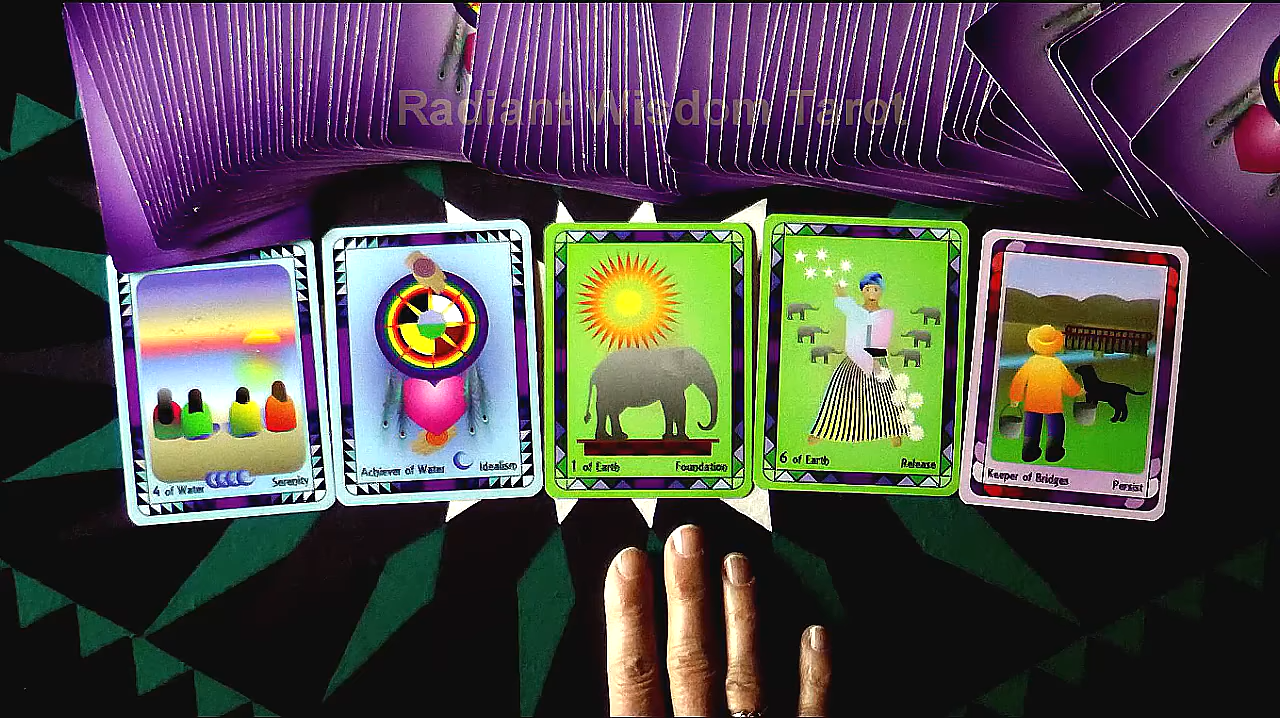 Radiant Wisdom Tarot
4 of Water
Serenity
Achiever of Water
Idealism
1 of Earth
Foundation
6 of Earth
Release
Keeper of Bridges
Persist